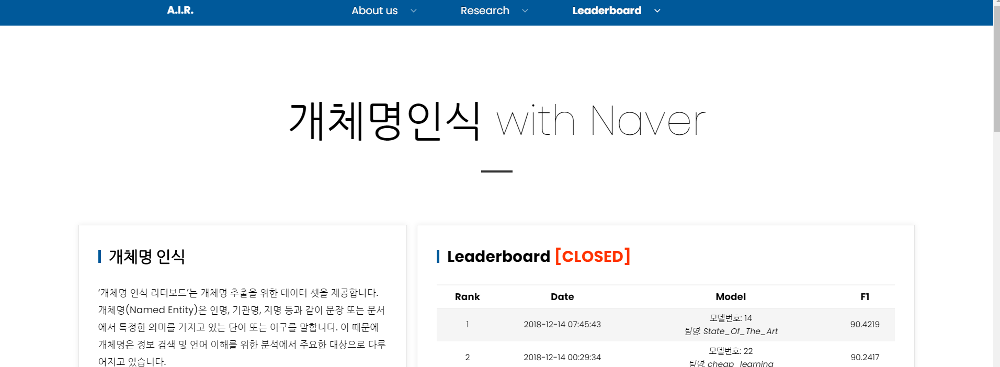 A.I.R.
About us
Research
Leaderboard
개체명인식 with Naver
개체명 인식
‘개체명 인식 리더보드’는 개체명 추출을 위한 데이터 셋을 제공합니다.
개체명(Named Entity)은 인명, 기관명, 지명 등과 같이 문장 또는 문서
에서 특정한 의미를 가지고 있는 단어 또는 어구를 말합니다. 이 때문에
개체명은 정보 검색 및 언어 이해를 위한 분석에서 주요한 대상으로 다루
어지고 있습니다.
Leaderboard [CLOSED]
Rank Date Model F1
1 2018-12-14 07:45:43 모델번호: 14 90.4219
팀명: State_Of_The_Art
2 2018-12-14 00:29:34 모델번호: 22 90.2417
팀명: cheap_learning